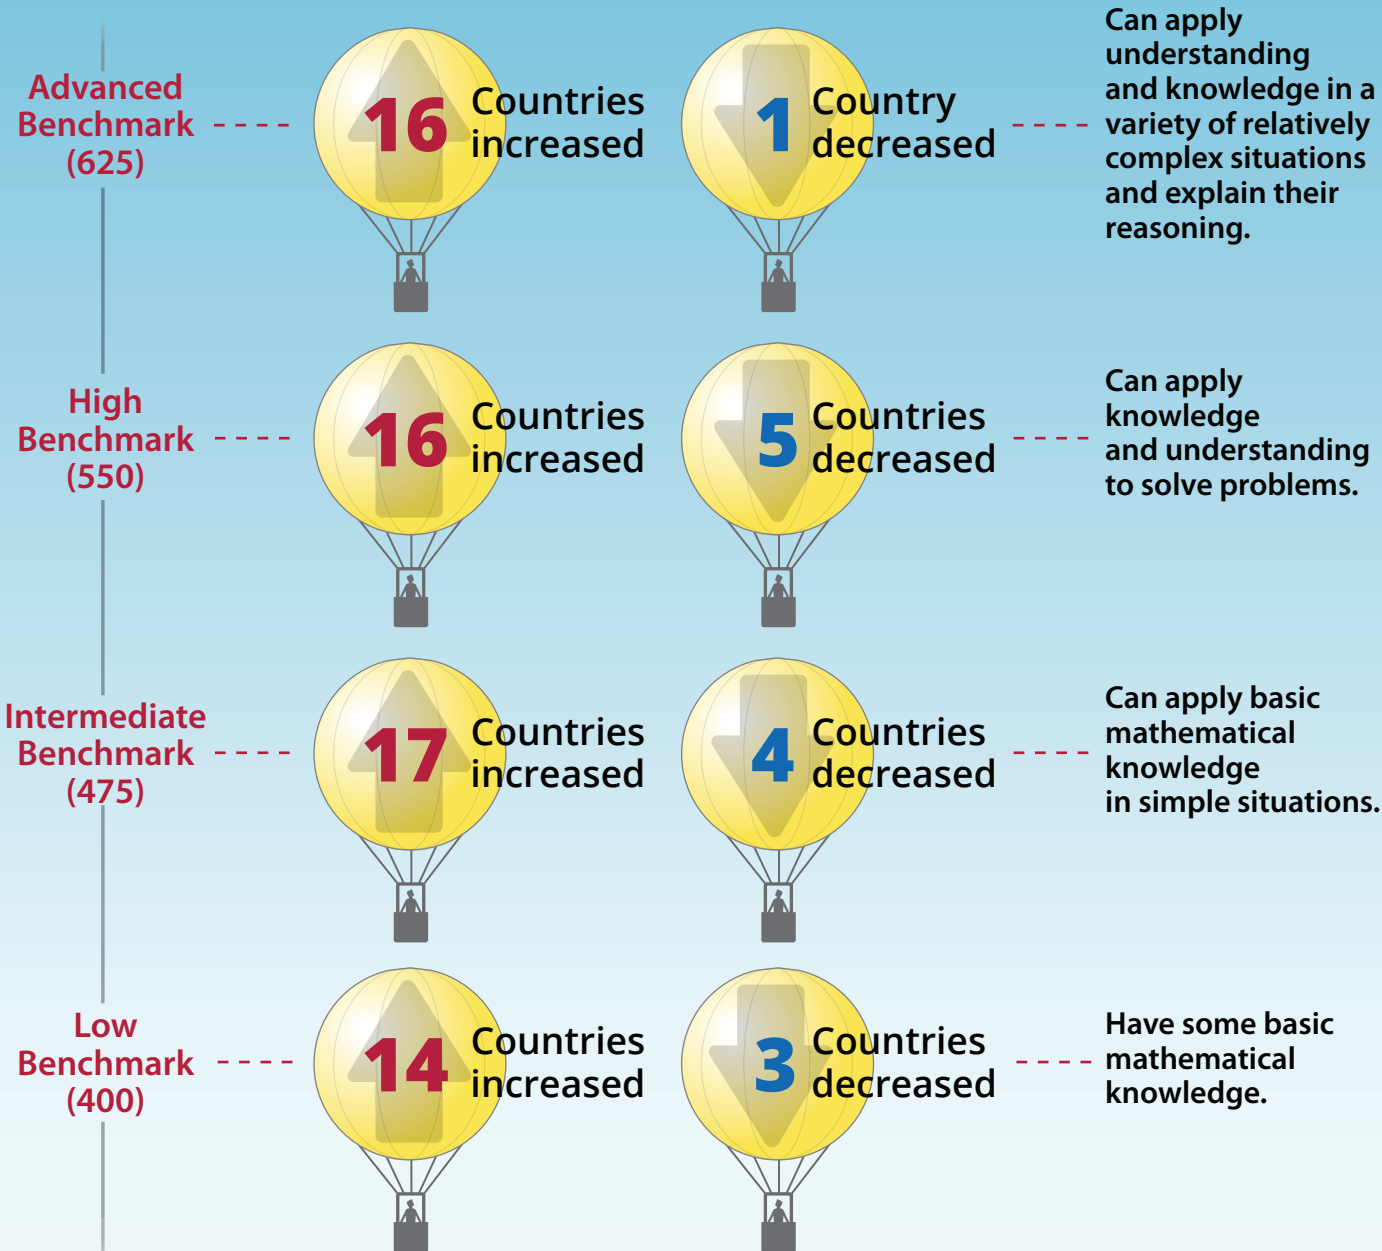 Advanced
Benchmark
(625)
16
Countries
increased
1
Country
decreased
Can apply
understanding
and knowledge in a
variety of relatively
complex situations
and explain their
reasoning.
High
Benchmark
(550)
16
Countries
increased
5
Countries
decreased
Can apply
knowledge
and understanding
to solve problems.
Intermediate
Benchmark
(475)
17
Countries
increased
4
Countries
decreased
Can apply basic
mathematical
knowledge
in simple situations.
Low
Benchmark
(400)
14
Countries
increased
3
Countries
decreased
Have some basic
mathematical
knowledge.